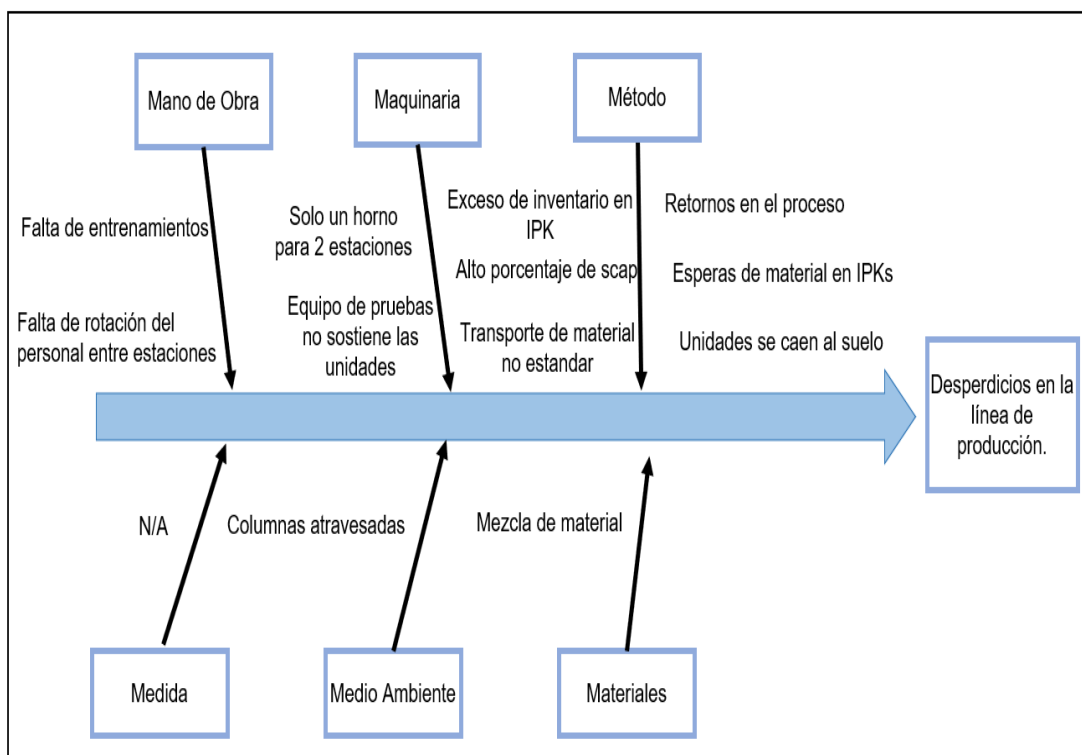 Mano de Obra
Maquinaria
Método
Falta de entrenamientos
Falta de rotación del
personal entre estaciones
Solo un horno
para 2 estaciones
Equipo de pruebas
no sostiene las
unidades
Exceso de inventario en
IPK
Alto porcentaje de scap
Transporte de material
no estandar
Retornos en el proceso
Esperas de material en IPKs
Unidades se caen al suelo
Desperdicios en la
línea de
producción.
N/A
Columnas atravesadas
Mezcla de material
Medida
Medio Ambiente
Materiales